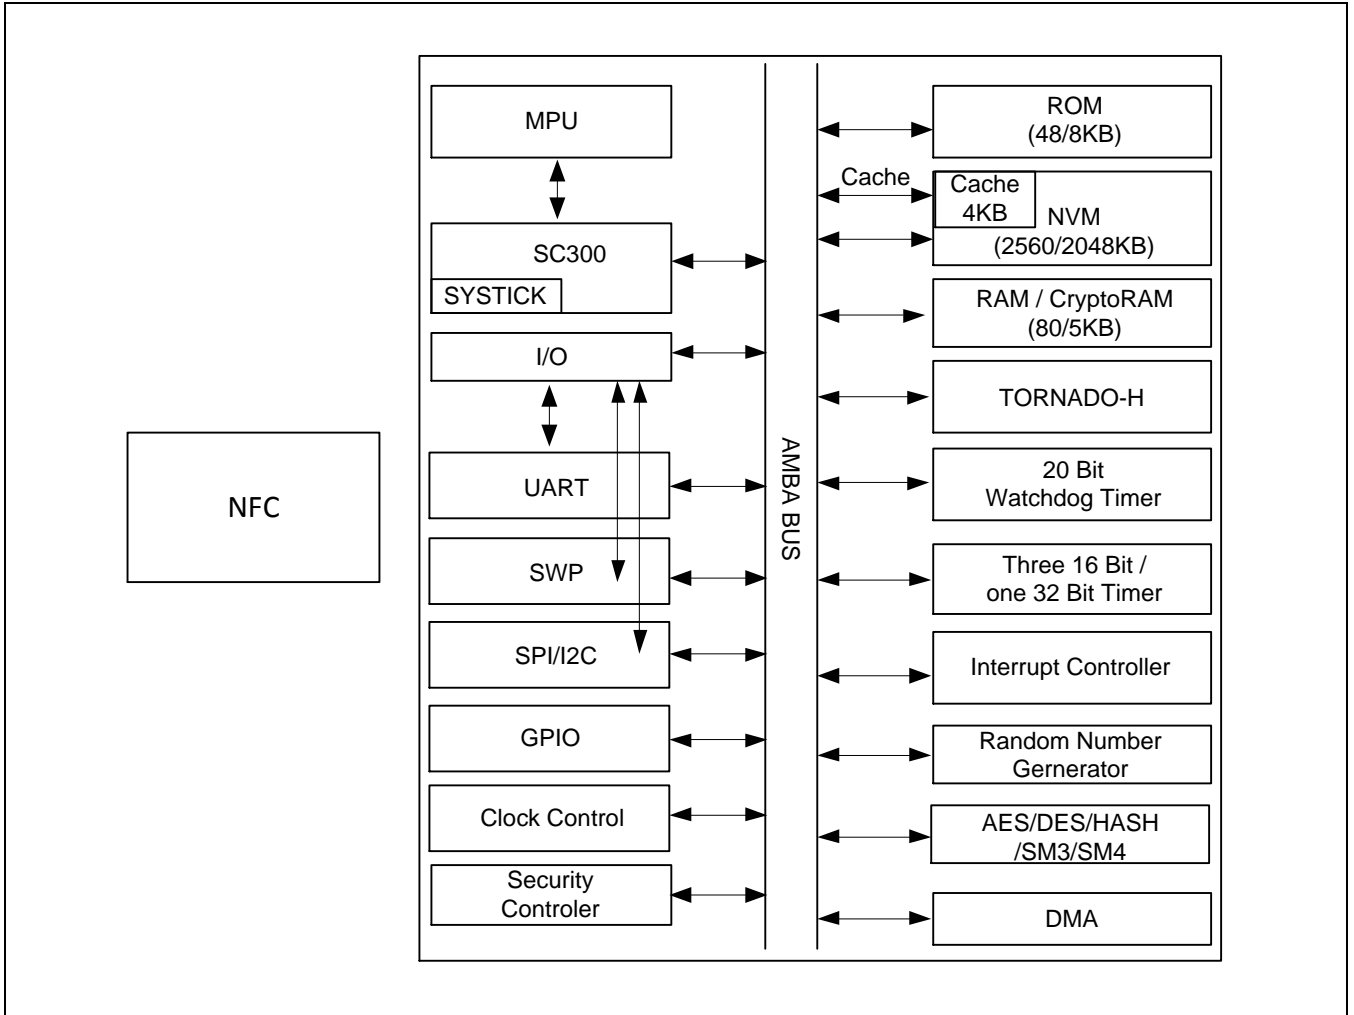 MPU
SC300
SYSTICK
I/O
UART
SWP
SPI/I2C
GPIO
Clock Control
Security
Controler
NFC
AMBA BUS
ROM
(48/8KB)
Cache
Cache
4KB
NVM
(2560/2048KB)
RAM / CryptoRAM
(80/5KB)
TORNADO-H
20 Bit
Watchdog Timer
Three 16 Bit /
one 32 Bit Timer
Interrupt Controller
Random Number
Gernerator
AES/DES/HASH
/SM3/SM4
DMA